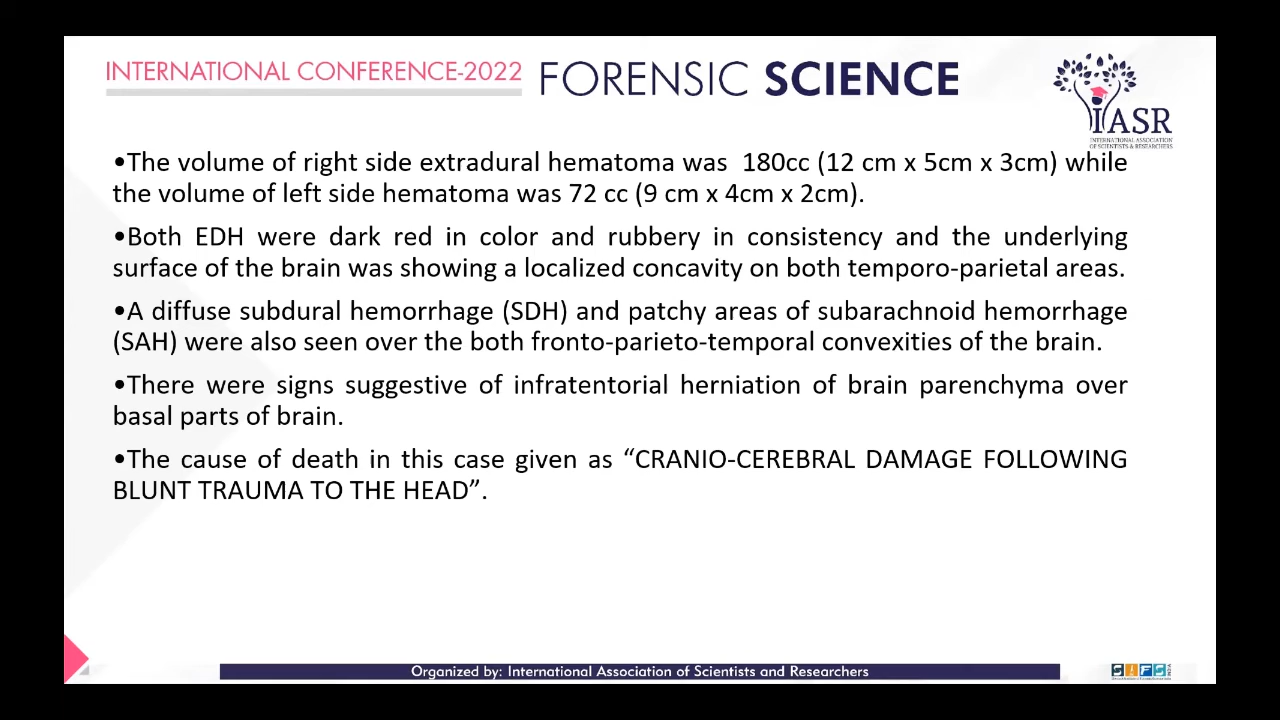 INTERNATIONAL CONFERENCE-2022 FORENSIC SCIENCE
IASR
INTERNATIONAL ASSOCIATION
OF SCIENTISTS & RESEARCHERS
•The volume of right side extradural hematoma was 180cc (12 cm x 5cm x 3cm) while
the volume of left side hematoma was 72 cc (9 cm x 4cm x 2cm).
•Both EDH were dark red in color and rubbery in consistency and the underlying
surface of the brain was showing a localized concavity on both temporo-parietal areas.
•A diffuse subdural hemorrhage (SDH) and patchy areas of subarachnoid hemorrhage
(SAH) were also seen over the both fronto-parieto-temporal convexities of the brain.
•There were signs suggestive of infratentorial herniation of brain parenchyma over
basal parts of brain.
•The cause of death in this case given as “CRANIO-CEREBRAL DAMAGE FOLLOWING
BLUNT TRAUMA TO THE HEAD”.
Organized by: International Association of Scientists and Researchers
SIFS